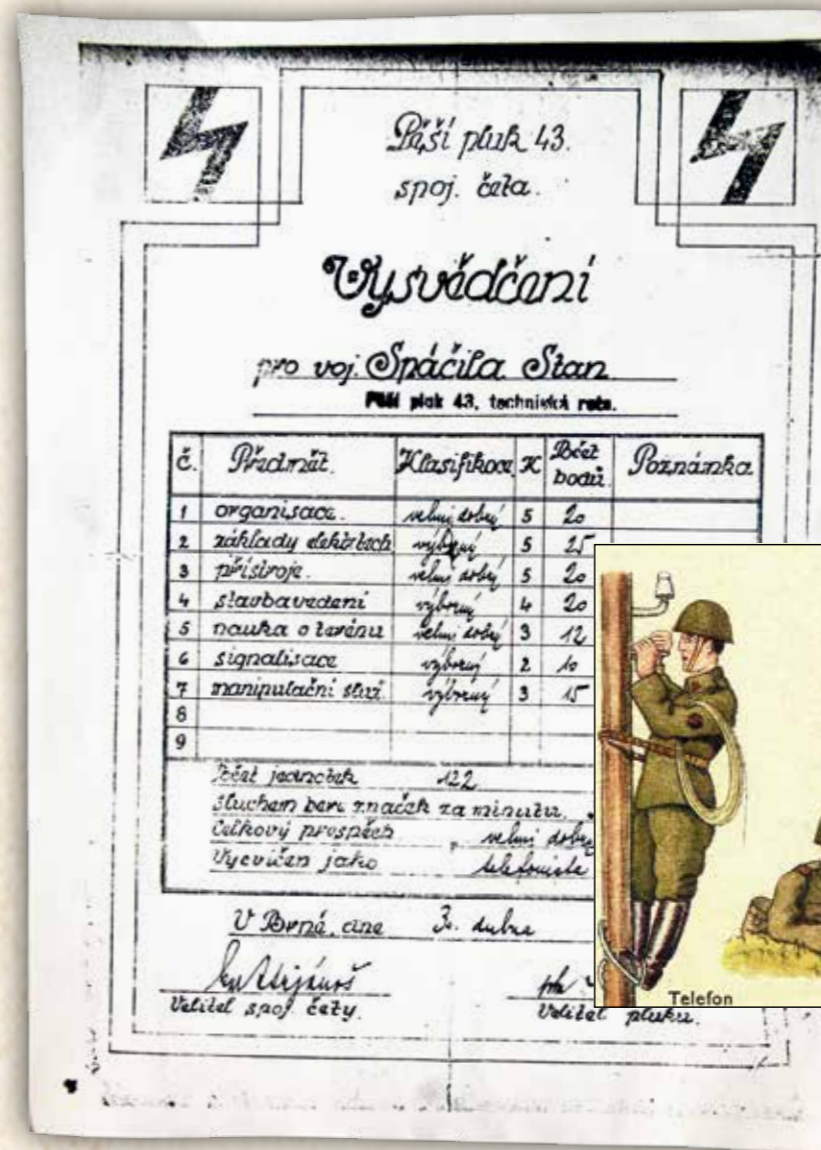 Pěší pluk 43.
spoj. četa.
Vysvědčení
pro voj. Spáčila Stan
Pěší pluk 43, technická rota.
č. Předmět. Klasifikace K Počet bodů. Poznámka
1 organisace. velmi dobrý 5 20
2 základy elektrotech výborný 5 25
3 přístroje. velmi dobrý 5 20
4 stavba vedení výborný 4 20
5 nauka o terénu velmi dobrý 3 12
6 signalisace výborný 2 10
7 manipulační služ. výborný 3 15
8
9
Počet jednotek 122
Sluchem bere značek za minutu,
Celkový prospěch velmi dobrý
Vycvičen jako telefonista
V Brně, dne 30. dubna
Velitel spoj. čety.
Velitel pluku.
Telefon